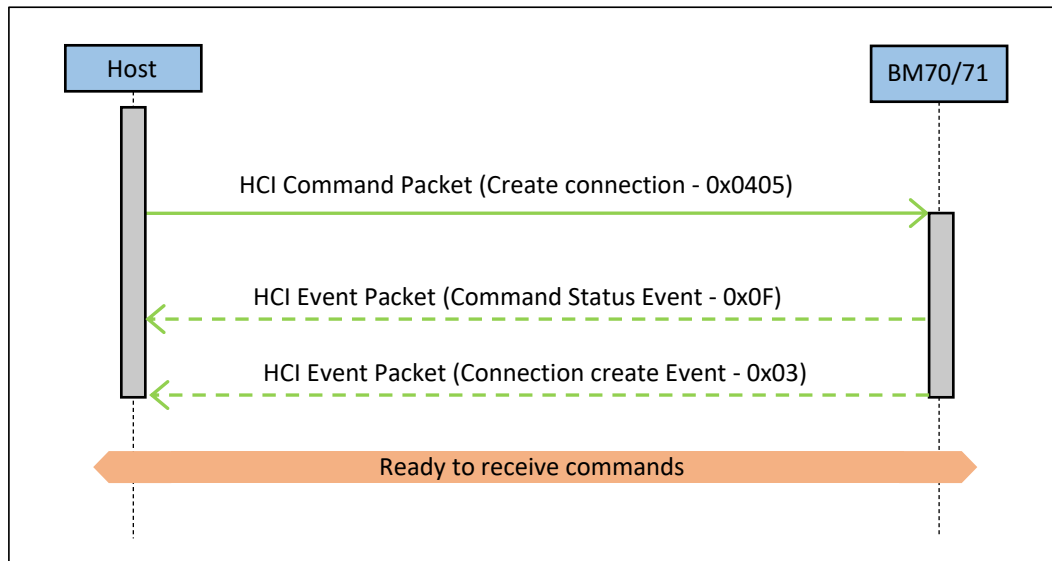 Host
BM70/71
HCI Command Packet (Create connection - 0x0405)
HCI Event Packet (Command Status Event - 0x0F)
HCI Event Packet (Connection create Event - 0x03)
Ready to receive commands